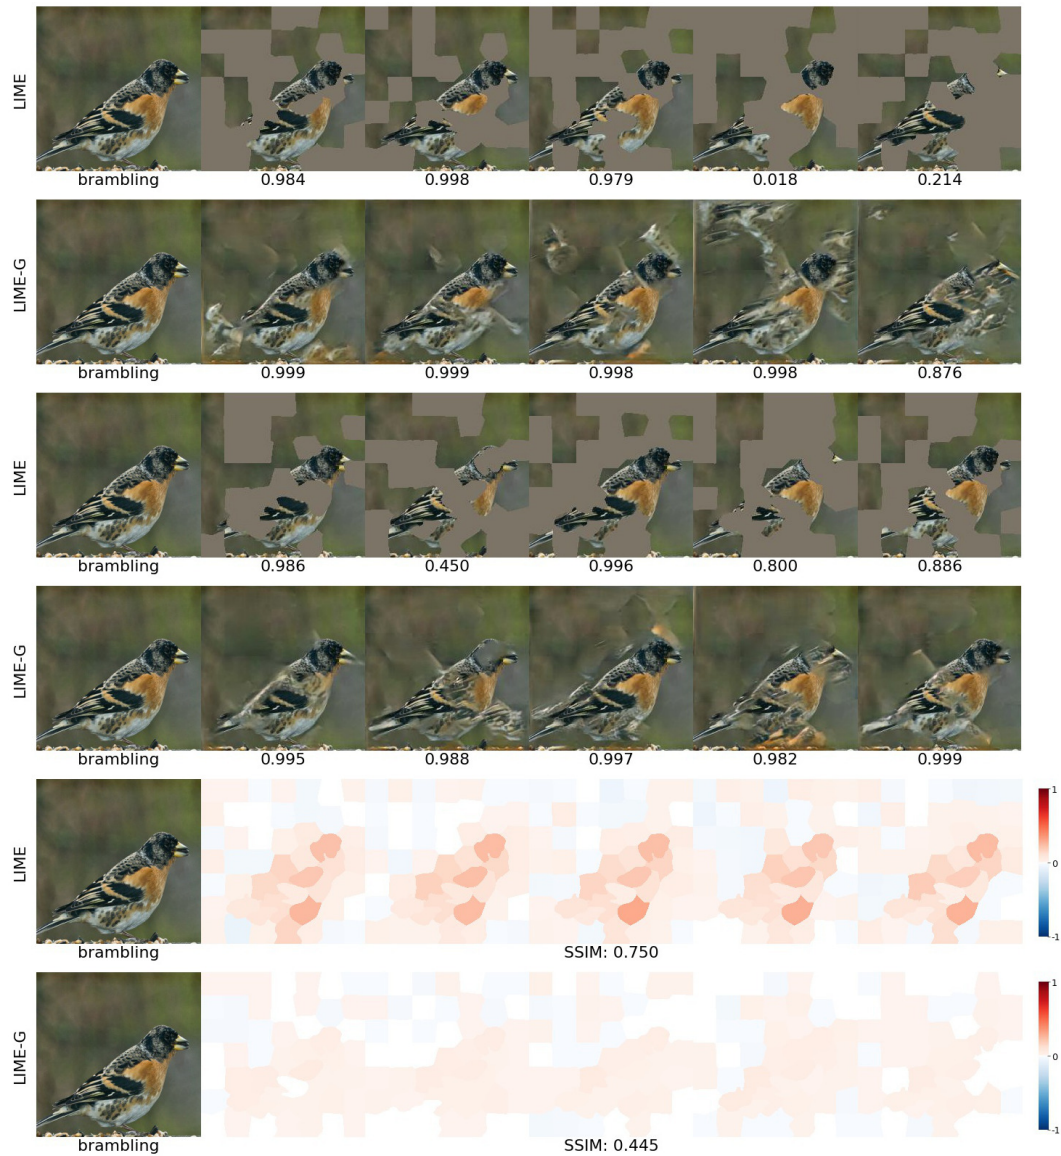 LIME
brambling 0.984 0.998 0.979 0.018 0.214
LIME-G
brambling 0.999 0.999 0.998 0.998 0.876
LIME
brambling 0.986 0.450 0.996 0.800 0.886
LIME-G
brambling 0.995 0.988 0.997 0.982 0.999
LIME
1
0
-1
brambling SSIM: 0.750
LIME-G
1
0
-1
brambling SSIM: 0.445